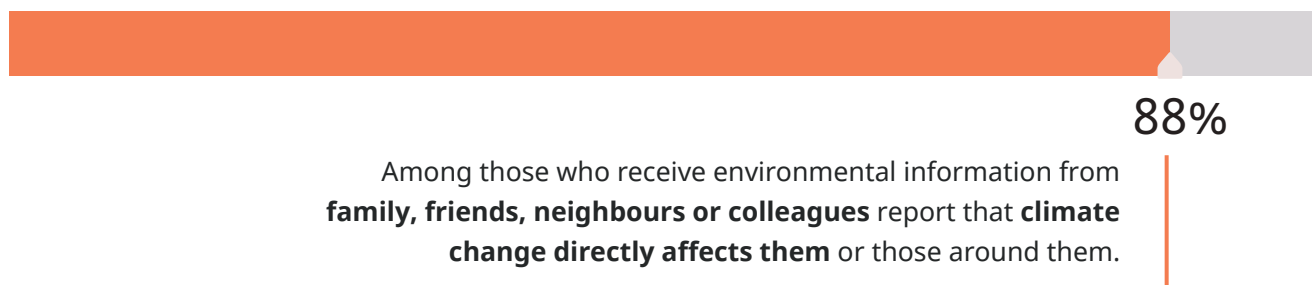 88%
Among those who receive environmental information from
family, friends, neighbours or colleagues report that climate
change directly affects them or those around them.